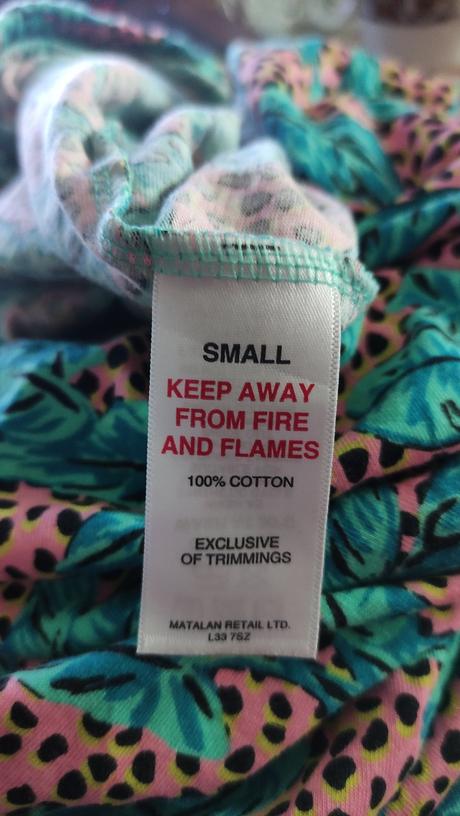 SMALL
KEEP AWAY
FROM FIRE
AND FLAMES
100% COTTON
EXCLUSIVE
OF TRIMMINGS
MATALAN RETAIL LTD.
L33 7SZ